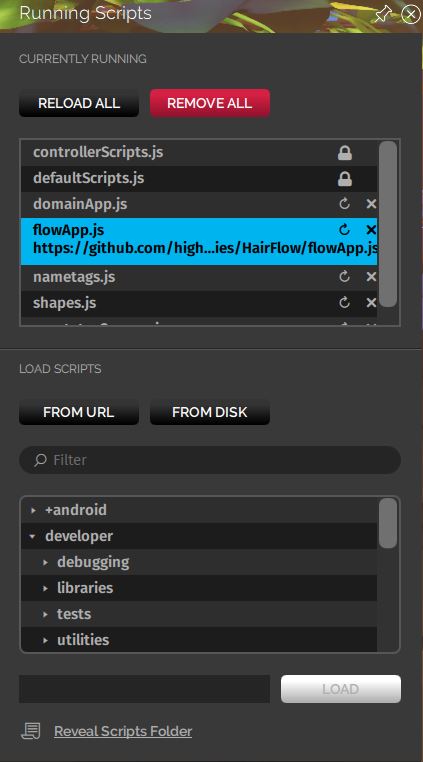 Running Scripts
CURRENTLY RUNNING
RELOAD ALL
REMOVE ALL
controllerScripts.js
defaultScripts.js
domainApp.js
flowApp.js
https://github.com/high...ies/HairFlow/flowApp.js
nametags.js
shapes.js
LOAD SCRIPTS
FROM URL
FROM DISK
Filter
+android
developer
debugging
libraries
tests
utilities
LOAD
Reveal Scripts Folder